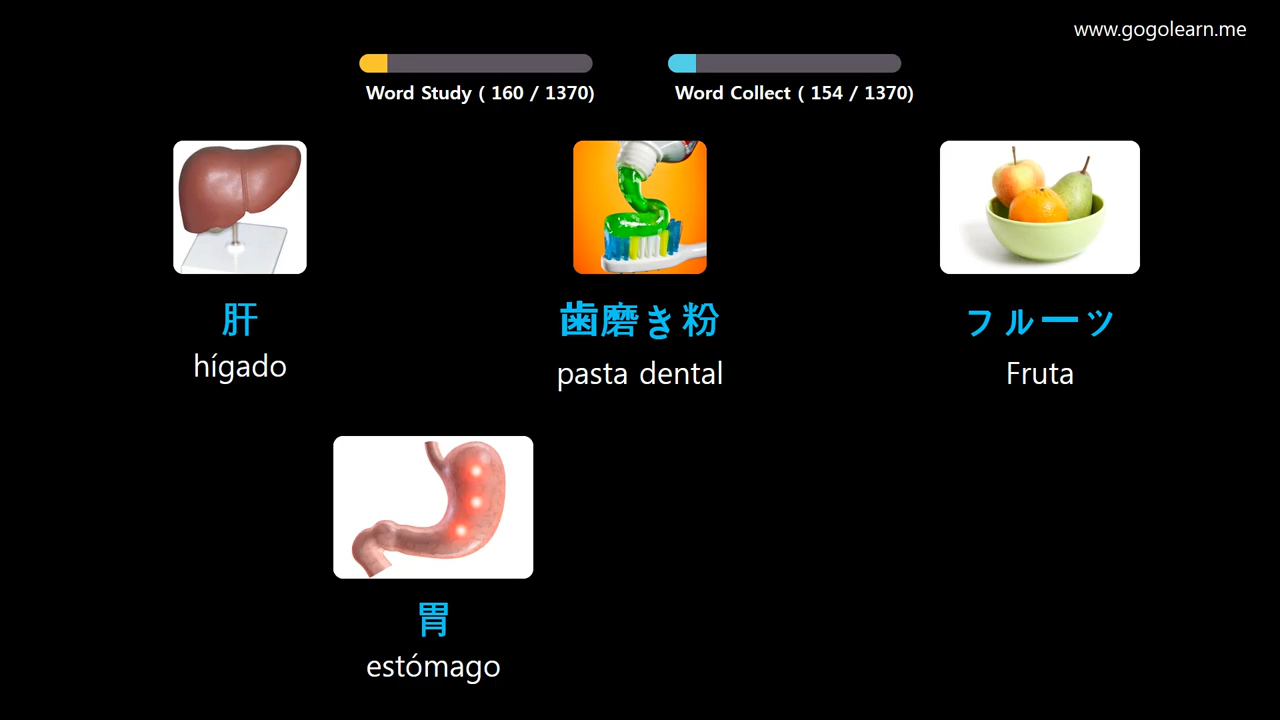 www.gogolearn.me
Word Study ( 160 / 1370)
Word Collect ( 154 / 1370)
肝
hígado
歯磨き粉
pasta dental
フルーツ
Fruta
胃
estómago